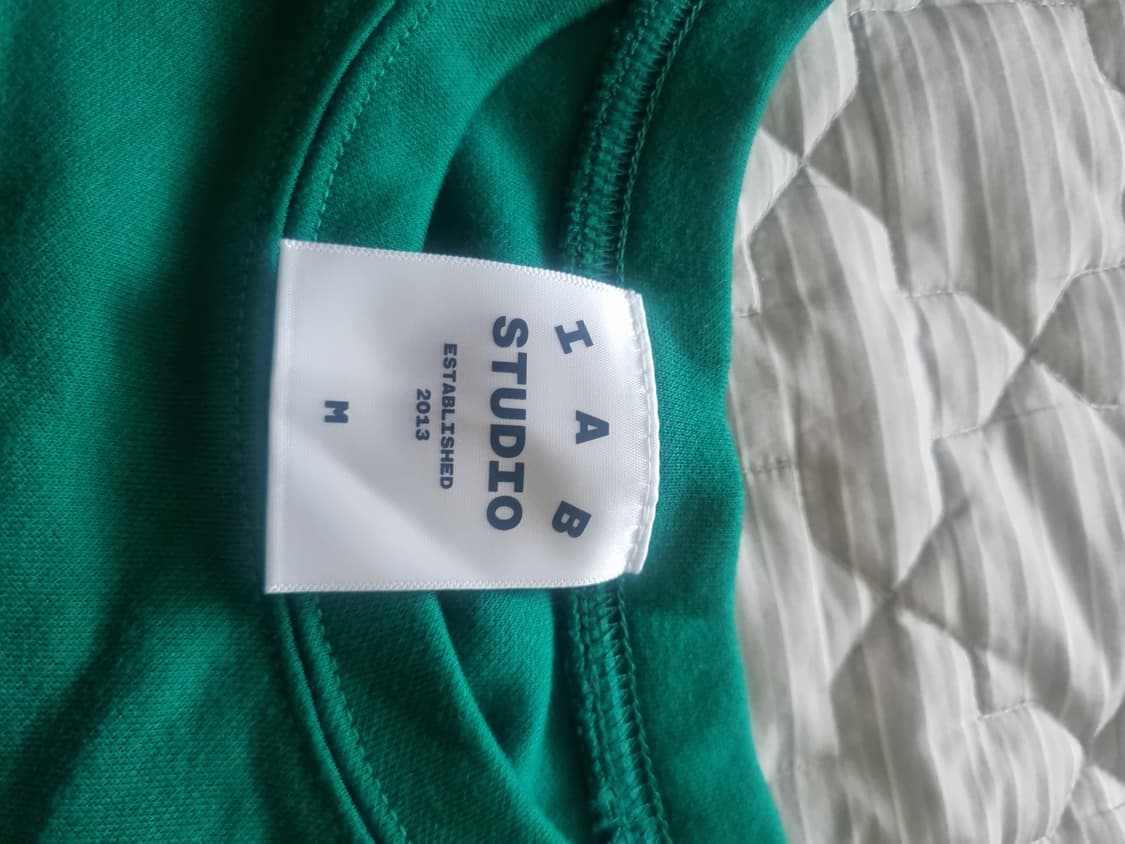 I A B
STUDIO
ESTABLISHED
2013
M